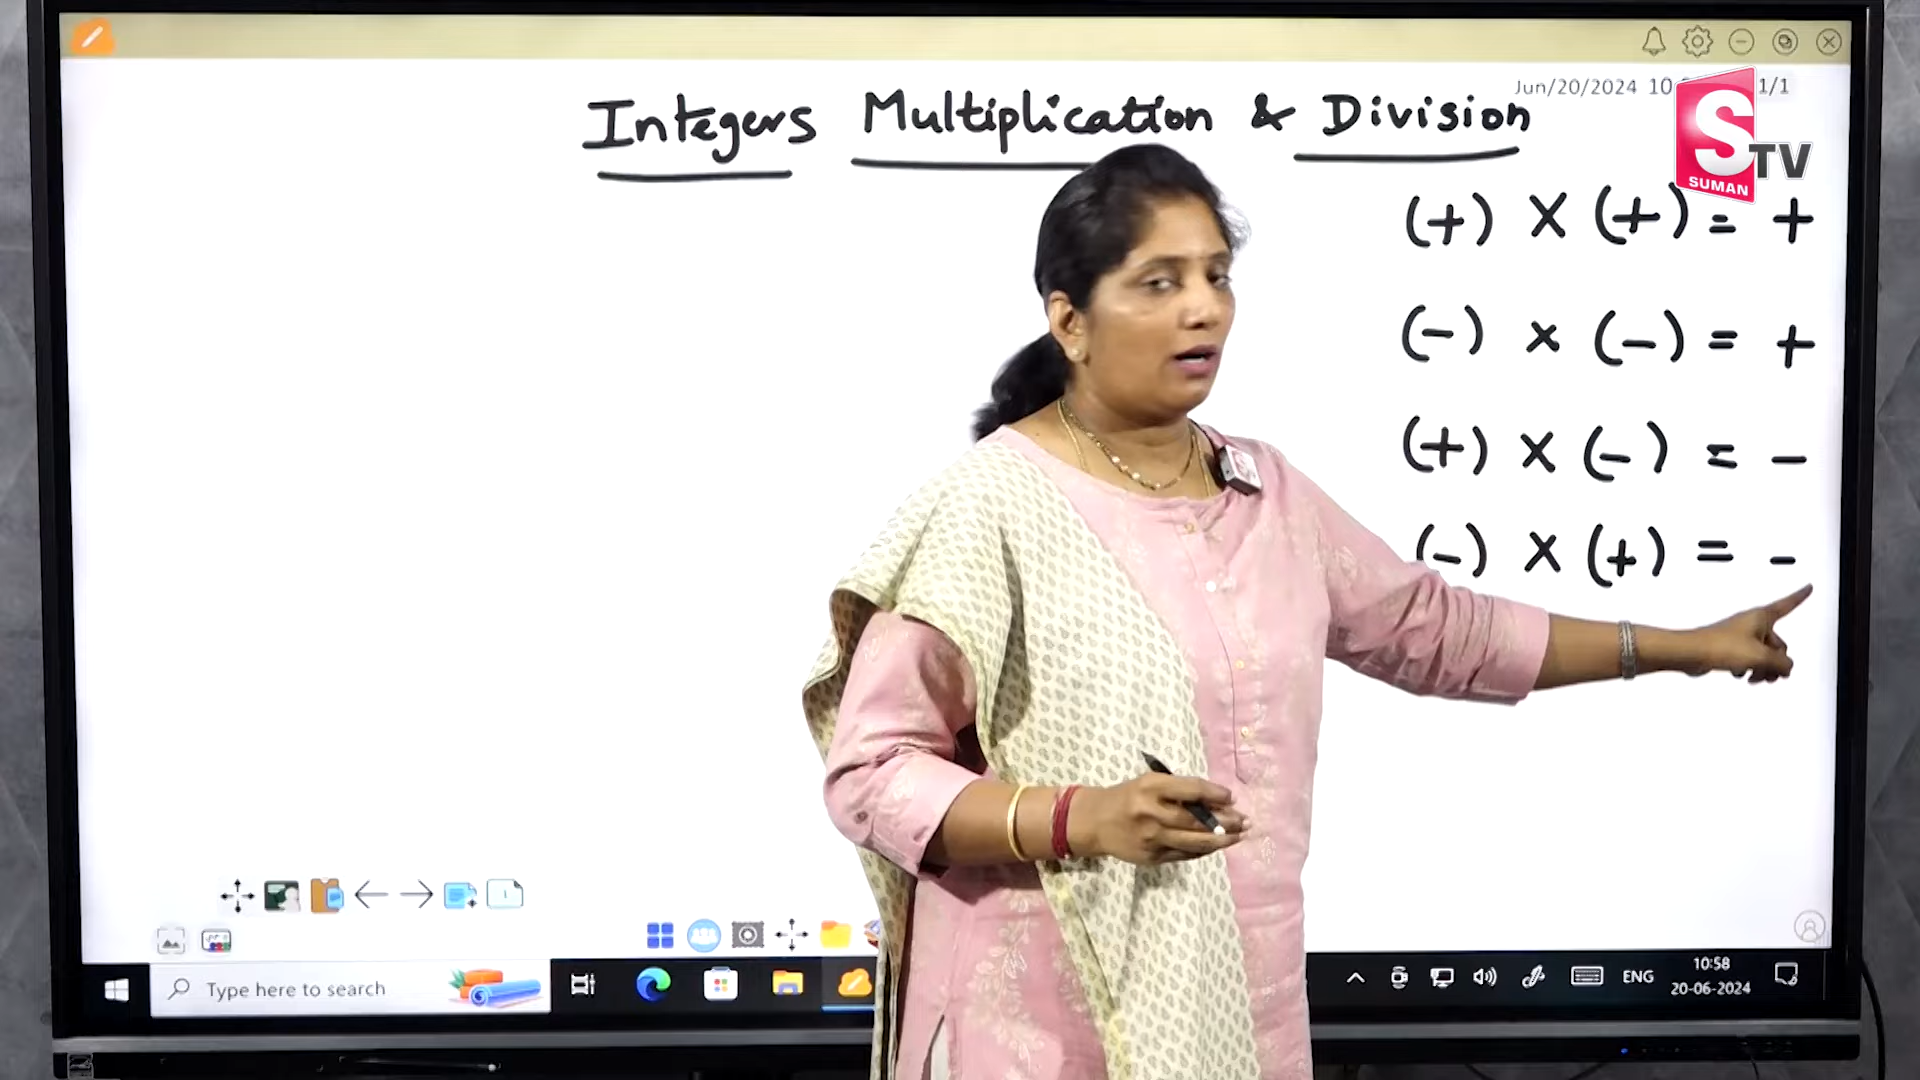 Jun/20/2024 10 1/1
Integers Multiplication & Division
S TV
SUMAN
(+) X (+) = +
(-) x (-) = +
(+) X (-) = -
(-) X (+) = -
Type here to search
ENG
10:58
20-06-2024